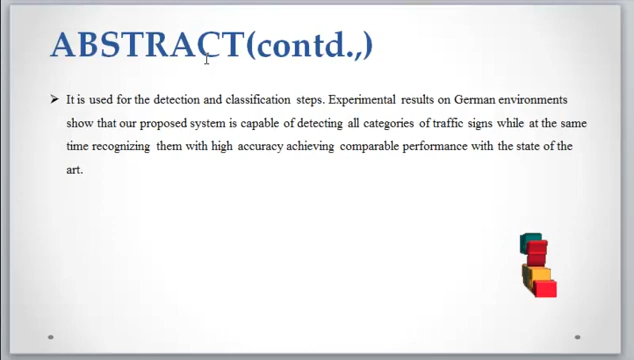 ABSTRACT(contd.,)
It is used for the detection and classification steps. Experimental results on German environments
show that our proposed system is capable of detecting all categories of traffic signs while at the same
time recognizing them with high accuracy achieving comparable performance with the state of the
art.